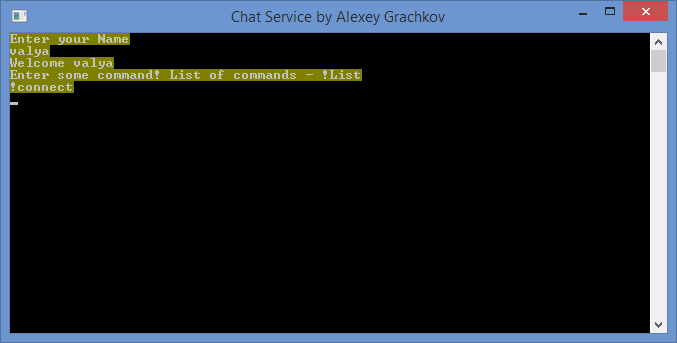 Chat Service by Alexey Grachkov
Enter your Name
valya
Welcome valya
Enter some command! List of commands - !List
!connect